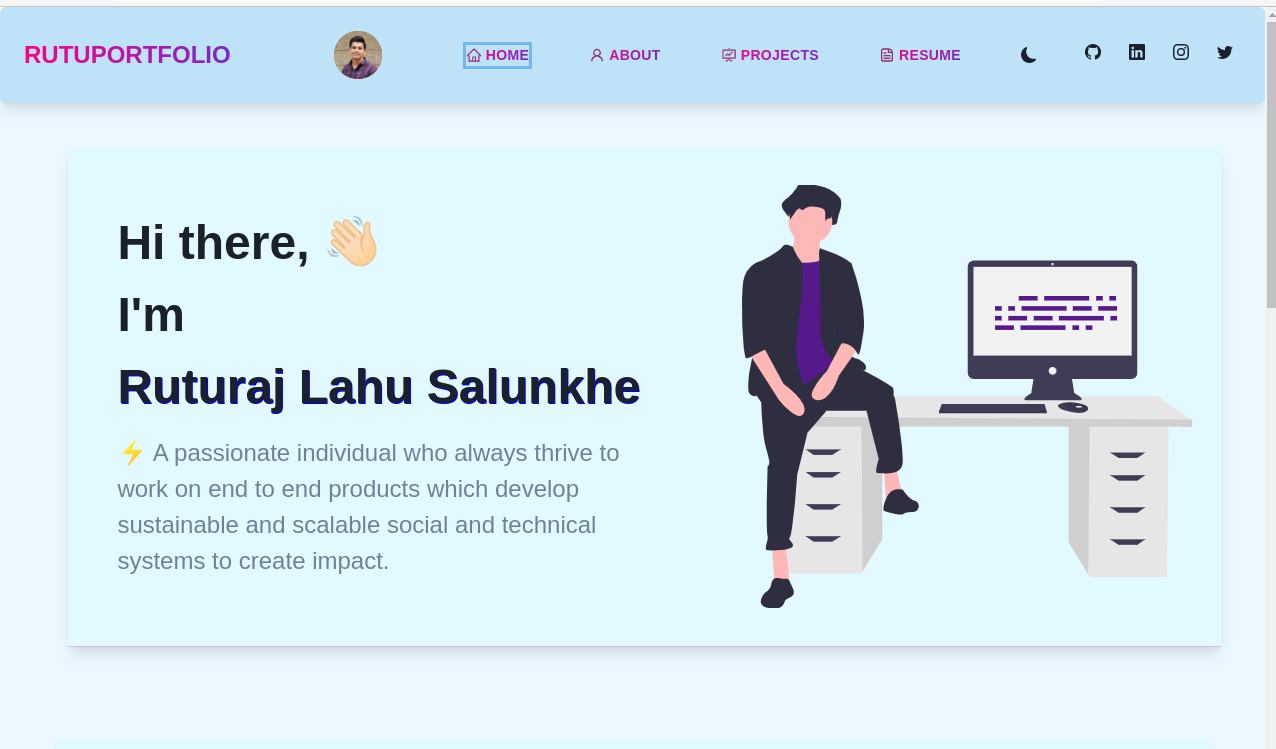 RUTUPORTFOLIO
HOME
ABOUT
PROJECTS
RESUME
Hi there, 👋🏻
I'm
Ruturaj Lahu Salunkhe
⚡ A passionate individual who always thrive to
work on end to end products which develop
sustainable and scalable social and technical
systems to create impact.